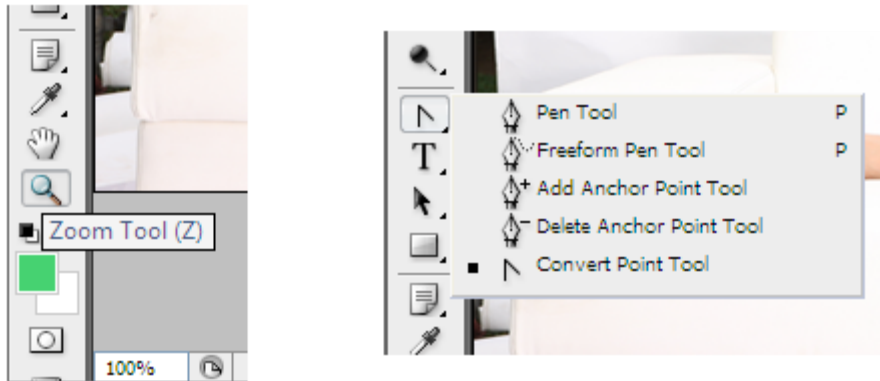 Zoom Tool (Z)
100%
T
Pen Tool P
Freeform Pen Tool P
Add Anchor Point Tool
Delete Anchor Point Tool
Convert Point Tool